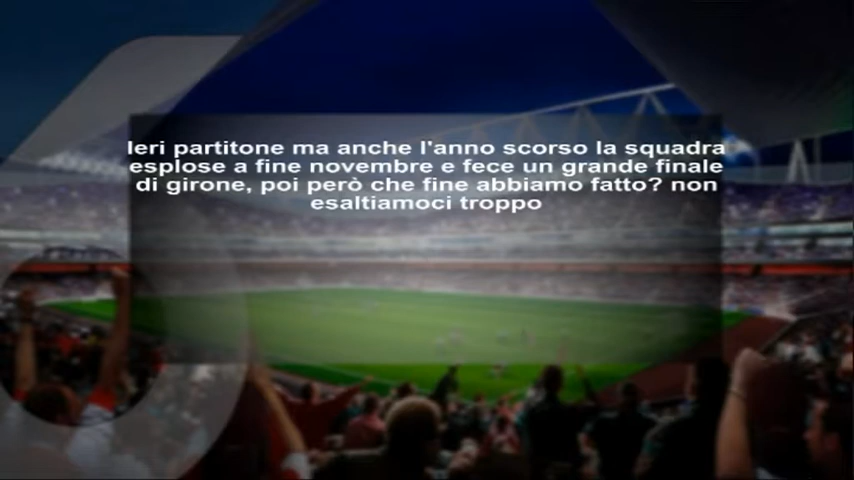 Ieri partitone ma anche l'anno scorso la squadra
esplose a fine novembre e fece un grande finale
di girone, poi però che fine abbiamo fatto? non
esaltiamoci troppo